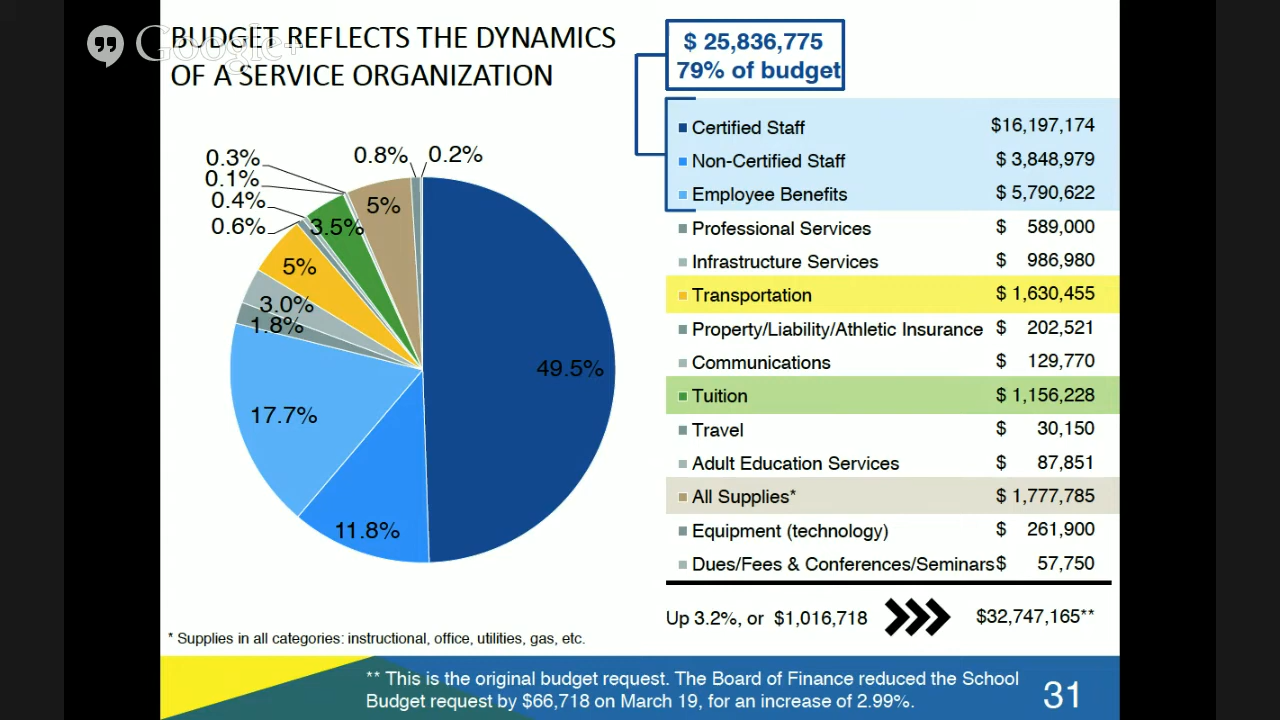 Google+
BUDGET REFLECTS THE DYNAMICS
OF A SERVICE ORGANIZATION
$ 25,836,775
79% of budget
0.3%
0.1%
0.4%
0.6%
0.8%
0.2%
5%
3.5%
5%
3.0%
1.8%
17.7%
11.8%
49.5%
Certified Staff $16,197,174
Non-Certified Staff $ 3,848,979
Employee Benefits $ 5,790,622
Professional Services $ 589,000
Infrastructure Services $ 986,980
Transportation $ 1,630,455
Property/Liability/Athletic Insurance $ 202,521
Communications $ 129,770
Tuition $ 1,156,228
Travel $ 30,150
Adult Education Services $ 87,851
All Supplies* $ 1,777,785
Equipment (technology) $ 261,900
Dues/Fees & Conferences/Seminars $ 57,750
Up 3.2%, or $1,016,718 $32,747,165**
* Supplies in all categories: instructional, office, utilities, gas, etc.
** This is the original budget request. The Board of Finance reduced the School
Budget request by $66,718 on March 19, for an increase of 2.99%.
31